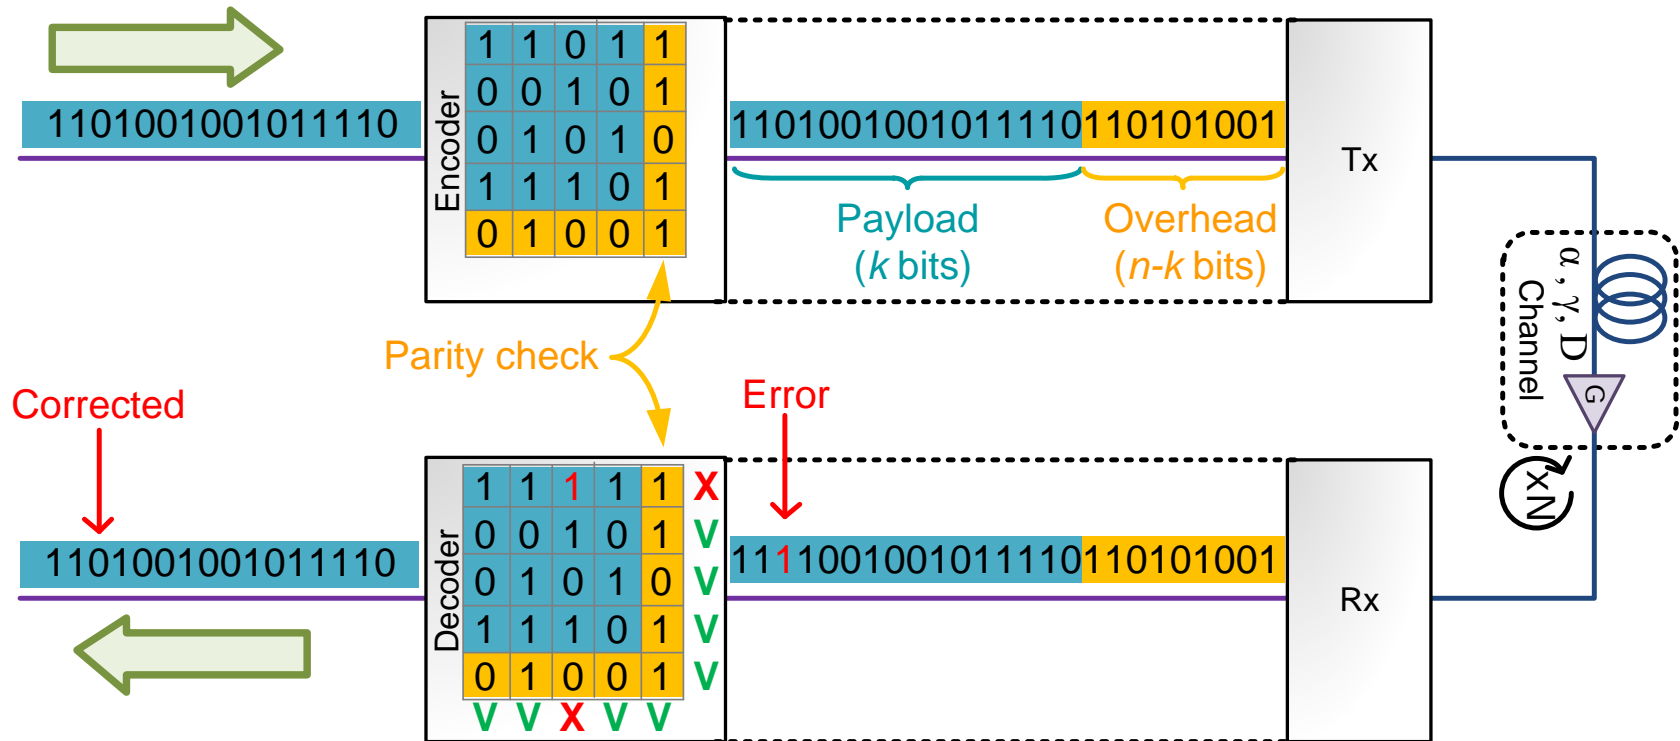 1101001001011110
Encoder
1 1 0 1 1
0 0 1 0 1
0 1 0 1 0
1 1 1 0 1
0 1 0 0 1
1101001001011110110101001
Payload
(k bits)
Overhead
(n-k bits)
Tx
α , γ, D
Channel
G
xN
Parity check
Corrected
Error
1101001001011110
Decoder
1 1 1 1 1 X
0 0 1 0 1 V
0 1 0 1 0 V
1 1 1 0 1 V
0 1 0 0 1 V
V V X V V
1111001001011110110101001
Rx